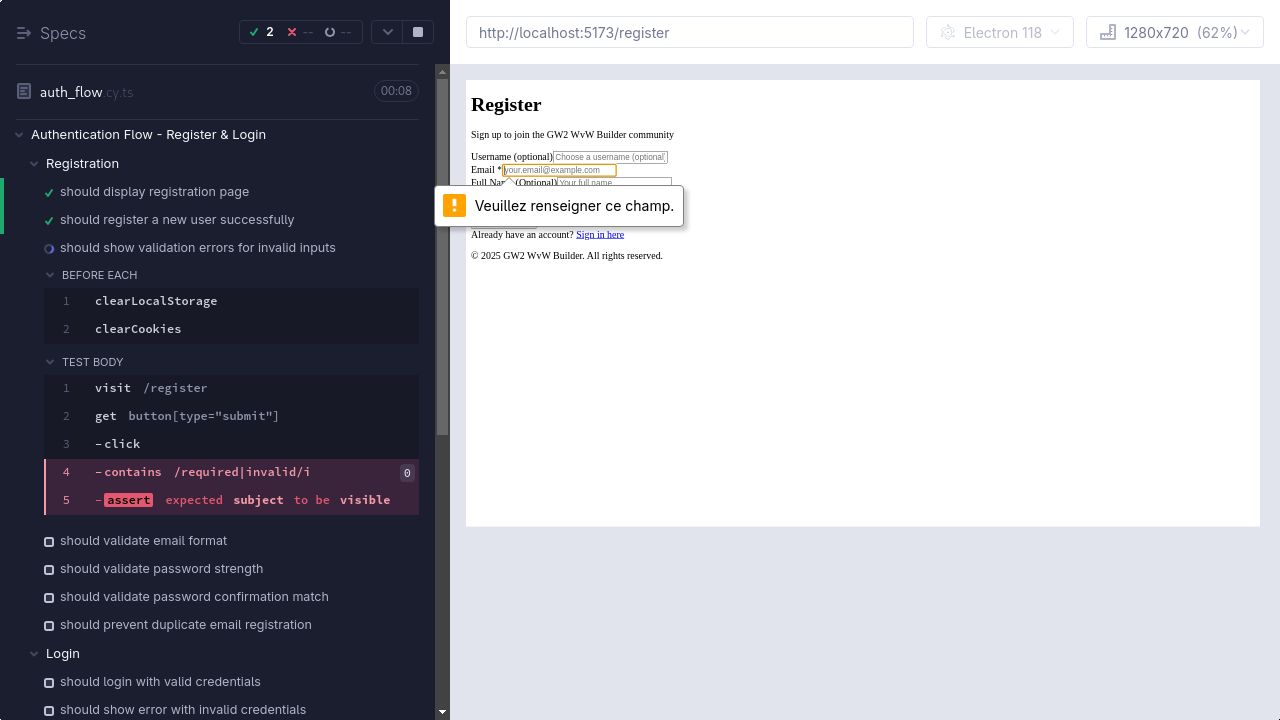 Specs
2
--
--
auth_flow.cy.ts
00:08
Authentication Flow - Register & Login
Registration
should display registration page
should register a new user successfully
should show validation errors for invalid inputs
BEFORE EACH
1 clearLocalStorage
2 clearCookies
TEST BODY
1 visit /register
2 get button[type="submit"]
3 -click
4 -contains /required|invalid/i 0
5 -assert expected subject to be visible
should validate email format
should validate password strength
should validate password confirmation match
should prevent duplicate email registration
Login
should login with valid credentials
should show error with invalid credentials
http://localhost:5173/register
Electron 118
1280x720 (62%)
Register
Sign up to join the GW2 WvW Builder community
Username (optional) Choose a username (optional)
Email * your.email@example.com
Full Name (Optional) Your full name
Veuillez renseigner ce champ.
Already have an account? Sign in here
© 2025 GW2 WvW Builder. All rights reserved.